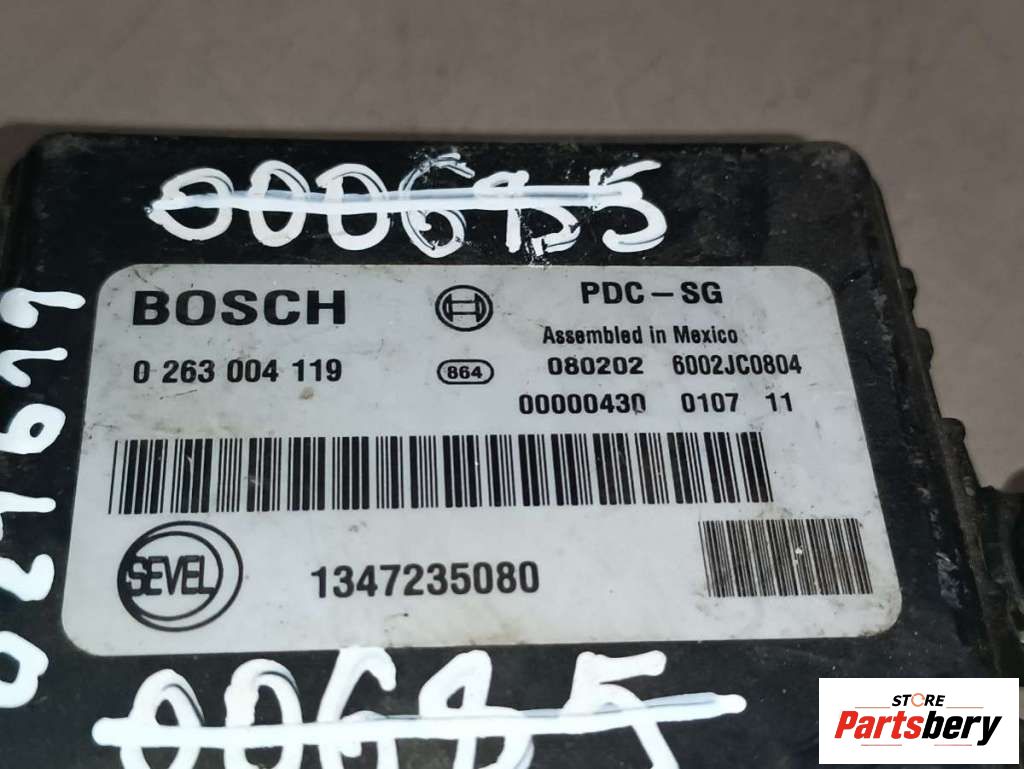 BOSCH
PDC-SG
Assembled in Mexico
0 263 004 119
864
080202 6002JC0804
00000430 0107 11
SEVEL
1347235080
STORE
Partsbery